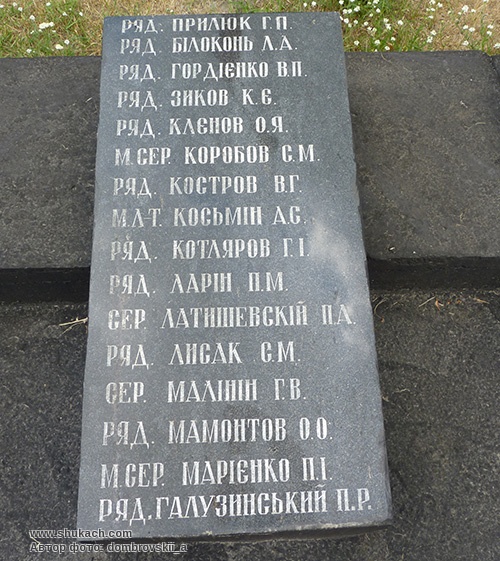 РЯД. ПРИЛЮК Г.П.
РЯД. БІЛОКОНЬ Л.А.
РЯД. ГОРДІЄНКО В.П.
РЯД. ЗИКОВ К.Є.
РЯД. КЛЄНОВ О.Я.
М.СЕР. КОРОБОВ С.М.
РЯД. КОСТРОВ В.Г.
М.Л-Т. КОСЬМІН А.С.
РЯД. КОТЛЯРОВ Г.І.
РЯД. ЛАРІН П.М.
СЕР. ЛАТИШЕВСКІЙ П.А.
РЯД. ЛИСАК С.М.
СЕР. МАЛІНІН Г.В.
РЯД. МАМОНТОВ О.О.
М.СЕР. МАРІЄНКО П.І.
РЯД. ГАЛУЗИНСЬКИЙ П.Р.
www.shukach.com
Автор фото: dombrovskii_a